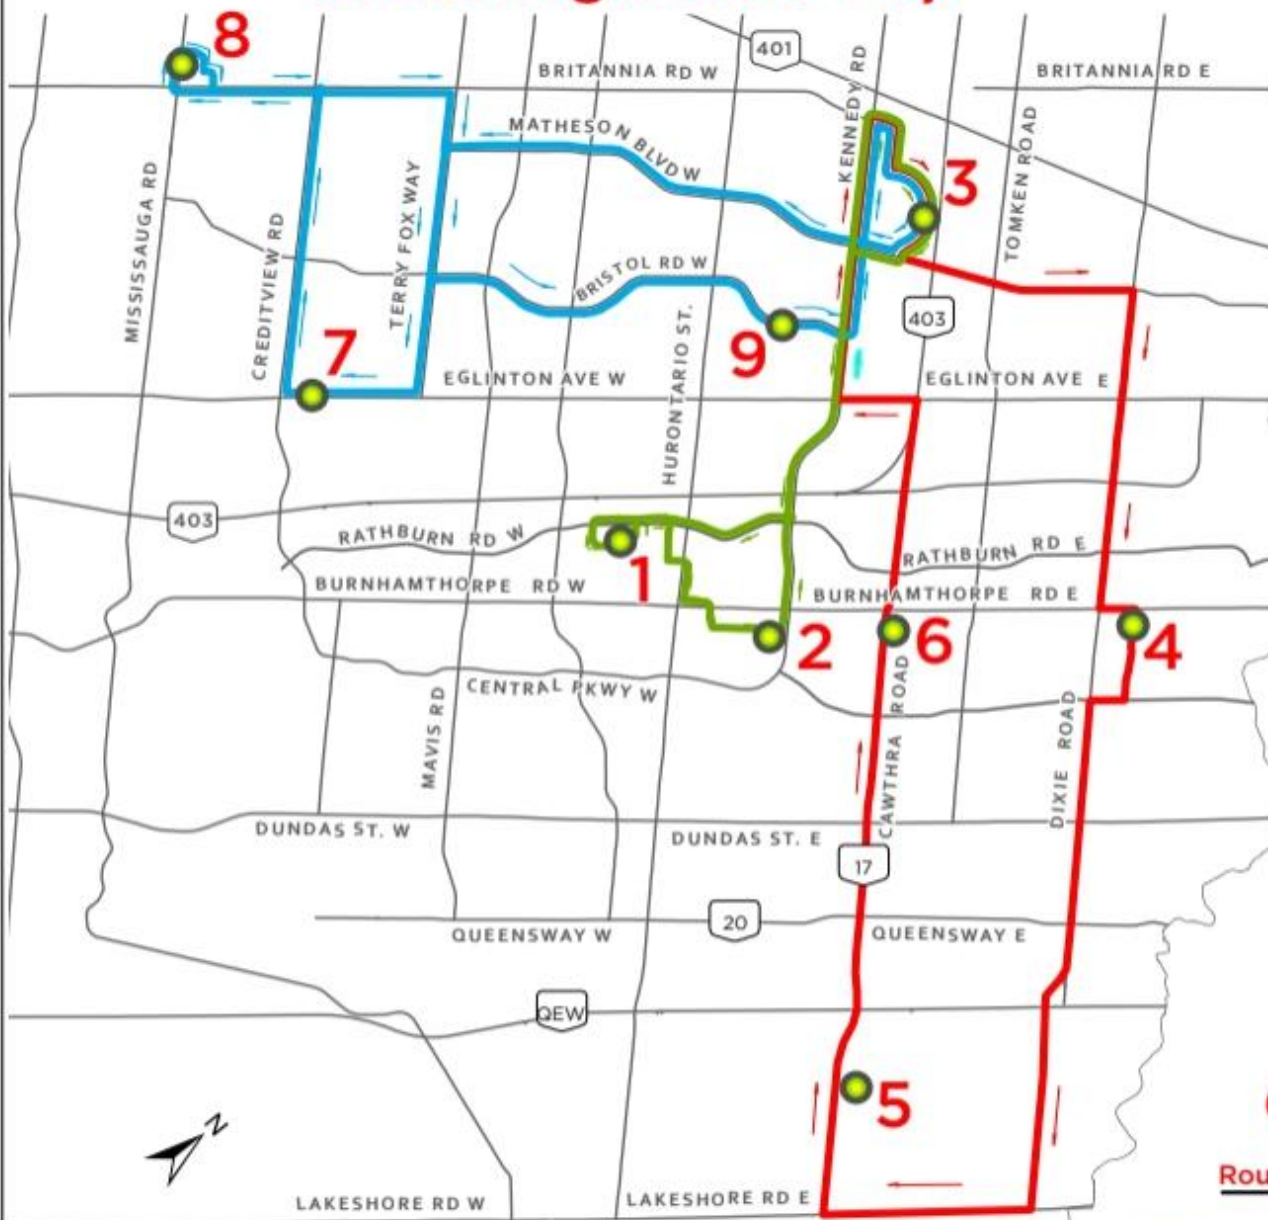 8
401
BRITANNIA RD W
KENNEDY RD
BRITANNIA RD E
MATHESON BLVD W
TOMKEN ROAD
3
MISSISSAUGA RD
TERRY FOX WAY
CREDITVIEW RD
BRISTOL RD W
403
7
9
HURONTARIO ST.
EGLINTON AVE W
EGLINTON AVE E
403
RATHBURN RD W
RATHBURN RD E
1
BURNHAMTHORPE RD W
BURNHAMTHORPE RD E
2
6
4
CENTRAL PKWY W
MAVIS RD
CAWTHRA ROAD
DIXIE ROAD
DUNDAS ST. W
DUNDAS ST. E
17
20
QUEENSWAY W
QUEENSWAY E
QEW
5
N
Rou
LAKESHORE RD W
LAKESHORE RD E